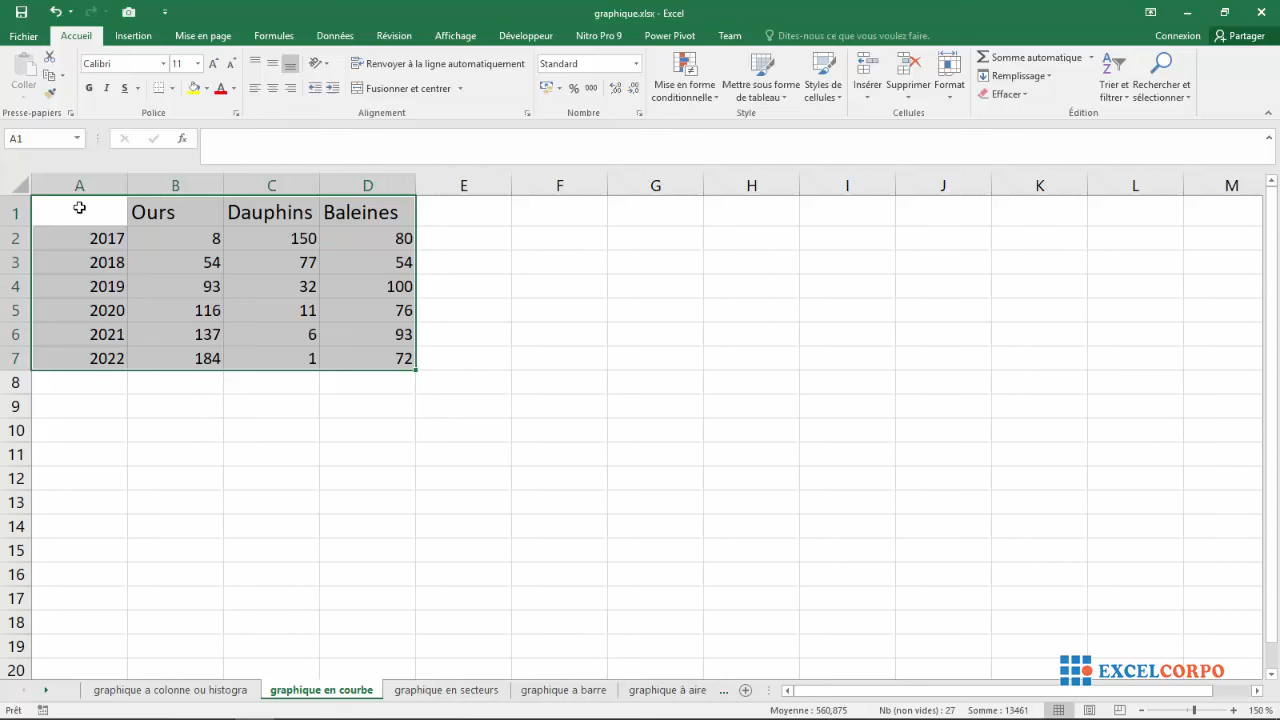 graphique.xlsx - Excel
Fichier Accueil Insertion Mise en page Formules Données Révision Affichage Développeur Nitro Pro 9 Power Pivot Team Dites-nous ce que vous voulez faire. Connexion Partager
Coller
Calibri 11
G I S
Renvoyer à la ligne automatiquement
Fusionner et centrer
Standard
% 000
Mise en forme conditionnelle
Mettre sous forme de tableau
Styles de cellules
Insérer Supprimer Format
Somme automatique
Remplissage
Effacer
Trier et filtrer
Rechercher et sélectionner
Presse-papiers Police Alignement Nombre Style Cellules Édition
A1 fx
A B C D E F G H I J K L M
1 Ours Dauphins Baleines
2 2017 8 150 80
3 2018 54 77 54
4 2019 93 32 100
5 2020 116 11 76
6 2021 137 6 93
7 2022 184 1 72
8
9
10
11
12
13
14
15
16
17
18
19
20
EXCELCORPO
graphique a colonne ou histogra graphique en courbe graphique en secteurs graphique a barre graphique à aire ...
Prêt Moyenne : 560,875 Nb (non vides) : 27 Somme : 13461 150 %